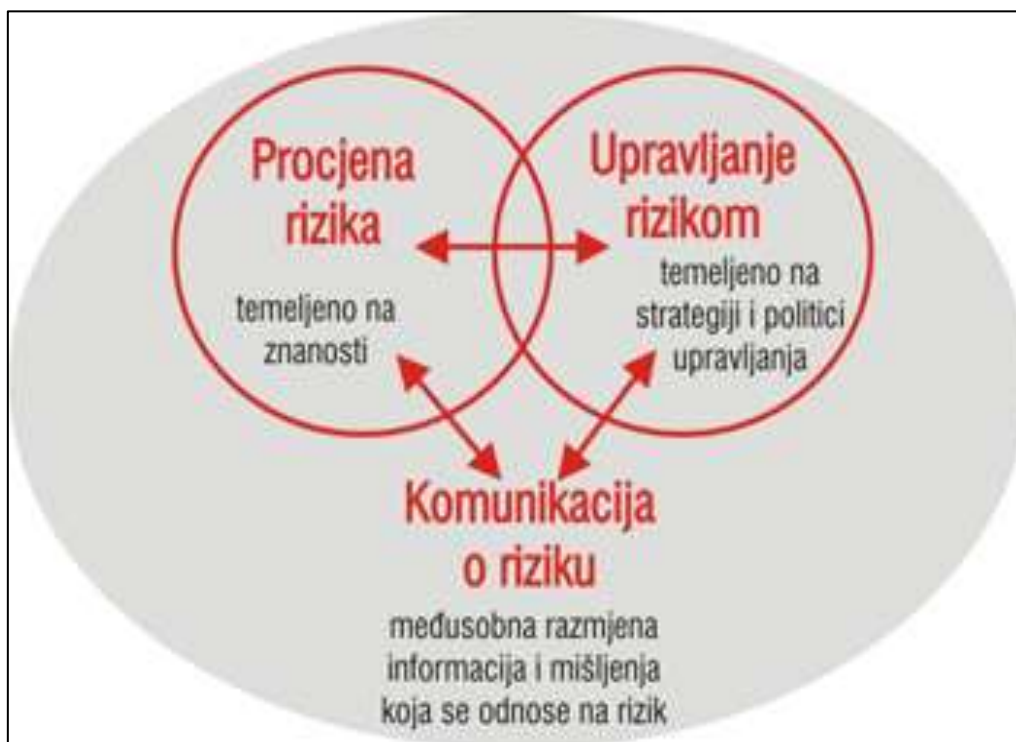 Procjena
rizika
temeljeno na
znanosti
Upravljanje
rizikom
temeljeno na
strategiji i politici
upravljanja
Komunikacija
o riziku
međusobna razmjena
informacija i mišljenja
koja se odnose na rizik